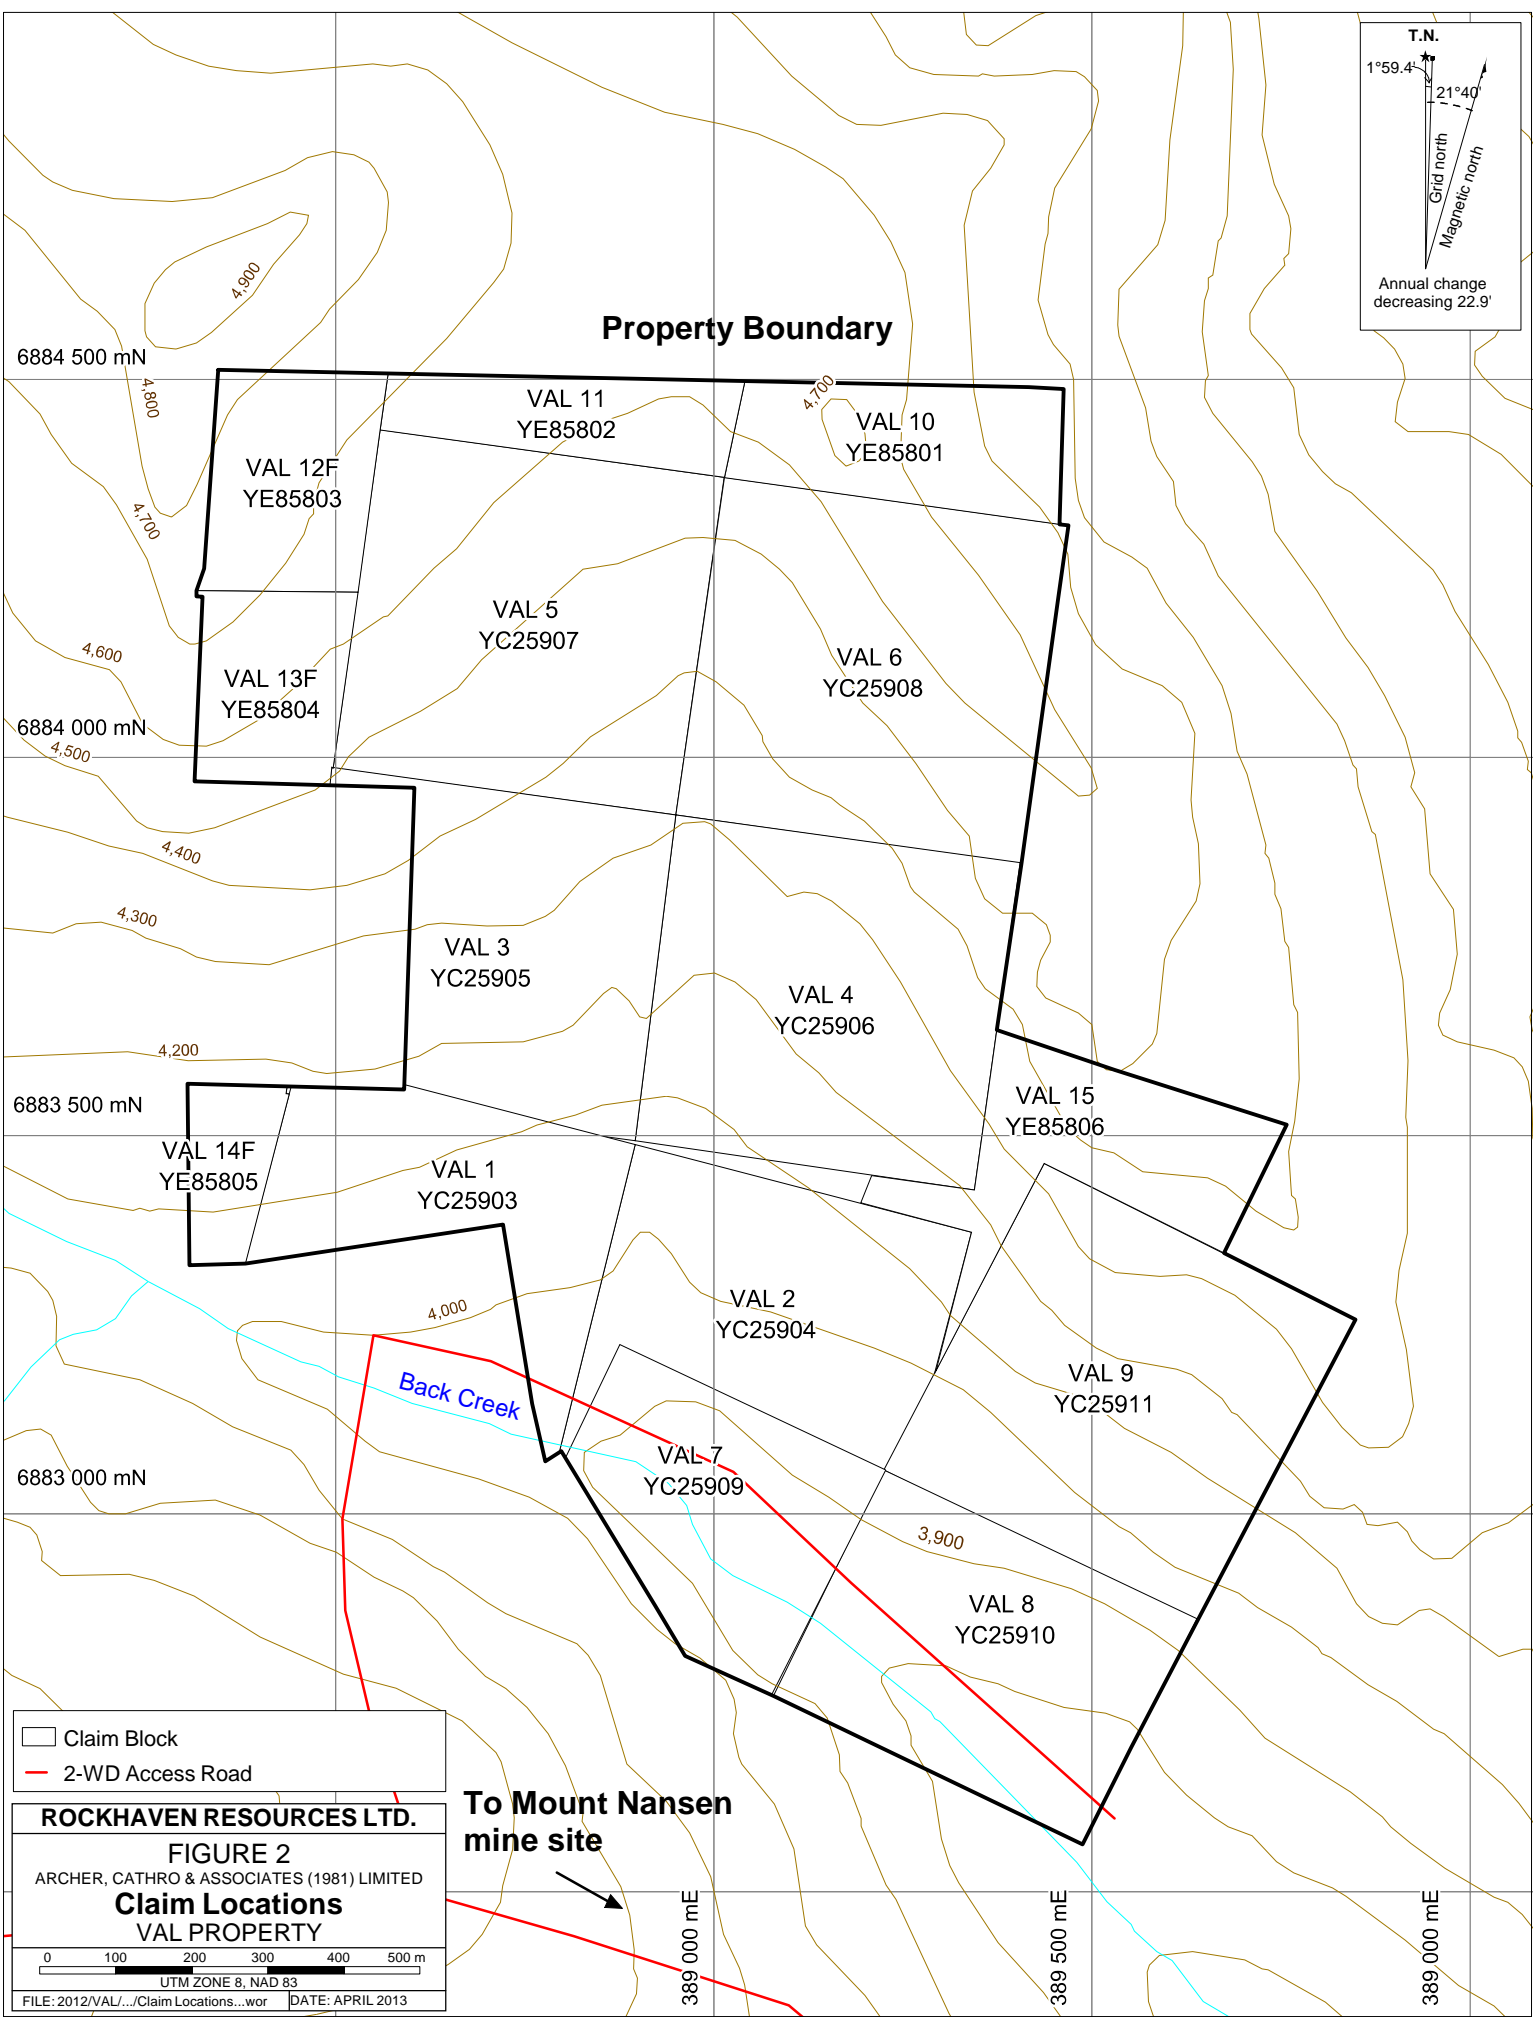 T.N.
1°59.4'
21°40'
Grid north
Magnetic north
Annual change
decreasing 22.9'
4,900
Property Boundary
6884 500 mN
4,800
4,700
VAL 11
YE85802
VAL 10
YE85801
VAL 12F
YE85803
4,700
VAL 5
YC25907
4,600
VAL 6
YC25908
VAL 13F
YE85804
6884 000 mN
4,500
4,400
4,300
VAL 3
YC25905
VAL 4
YC25906
4,200
6883 500 mN
VAL 15
YE85806
VAL 14F
YE85805
VAL 1
YC25903
4,000
VAL 2
YC25904
Back Creek
VAL 9
YC25911
6883 000 mN
VAL 7
YC25909
3,900
VAL 8
YC25910
Claim Block
2-WD Access Road
To Mount Nansen
mine site
ROCKHAVEN RESOURCES LTD.
FIGURE 2
ARCHER, CATHRO & ASSOCIATES (1981) LIMITED
Claim Locations
VAL PROPERTY
0 100 200 300 400 500 m
UTM ZONE 8, NAD 83
FILE: 2012/VAL/.../Claim Locations...wor DATE: APRIL 2013
389 000 mE
389 500 mE
389 000 mE